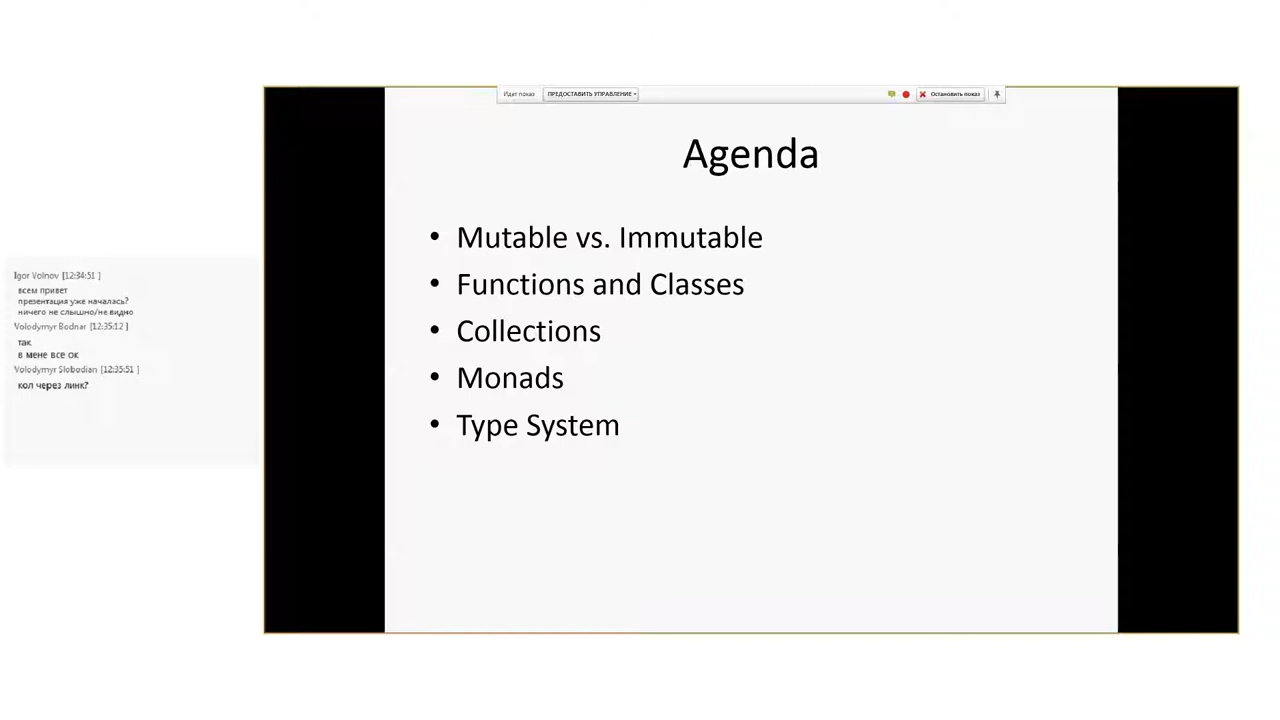 Идет показ
ПРЕДОСТАВИТЬ УПРАВЛЕНИЕ
Остановить показ
Agenda
• Mutable vs. Immutable
• Functions and Classes
• Collections
• Monads
• Type System
Igor Volnov [12:34:51 ]
всем привет
презентация уже началась?
ничего не слышно/не видно
Volodymyr Bodnar [12:35:12 ]
так
в мене все ок
Volodymyr Slobodian [12:35:51 ]
кол через линк?